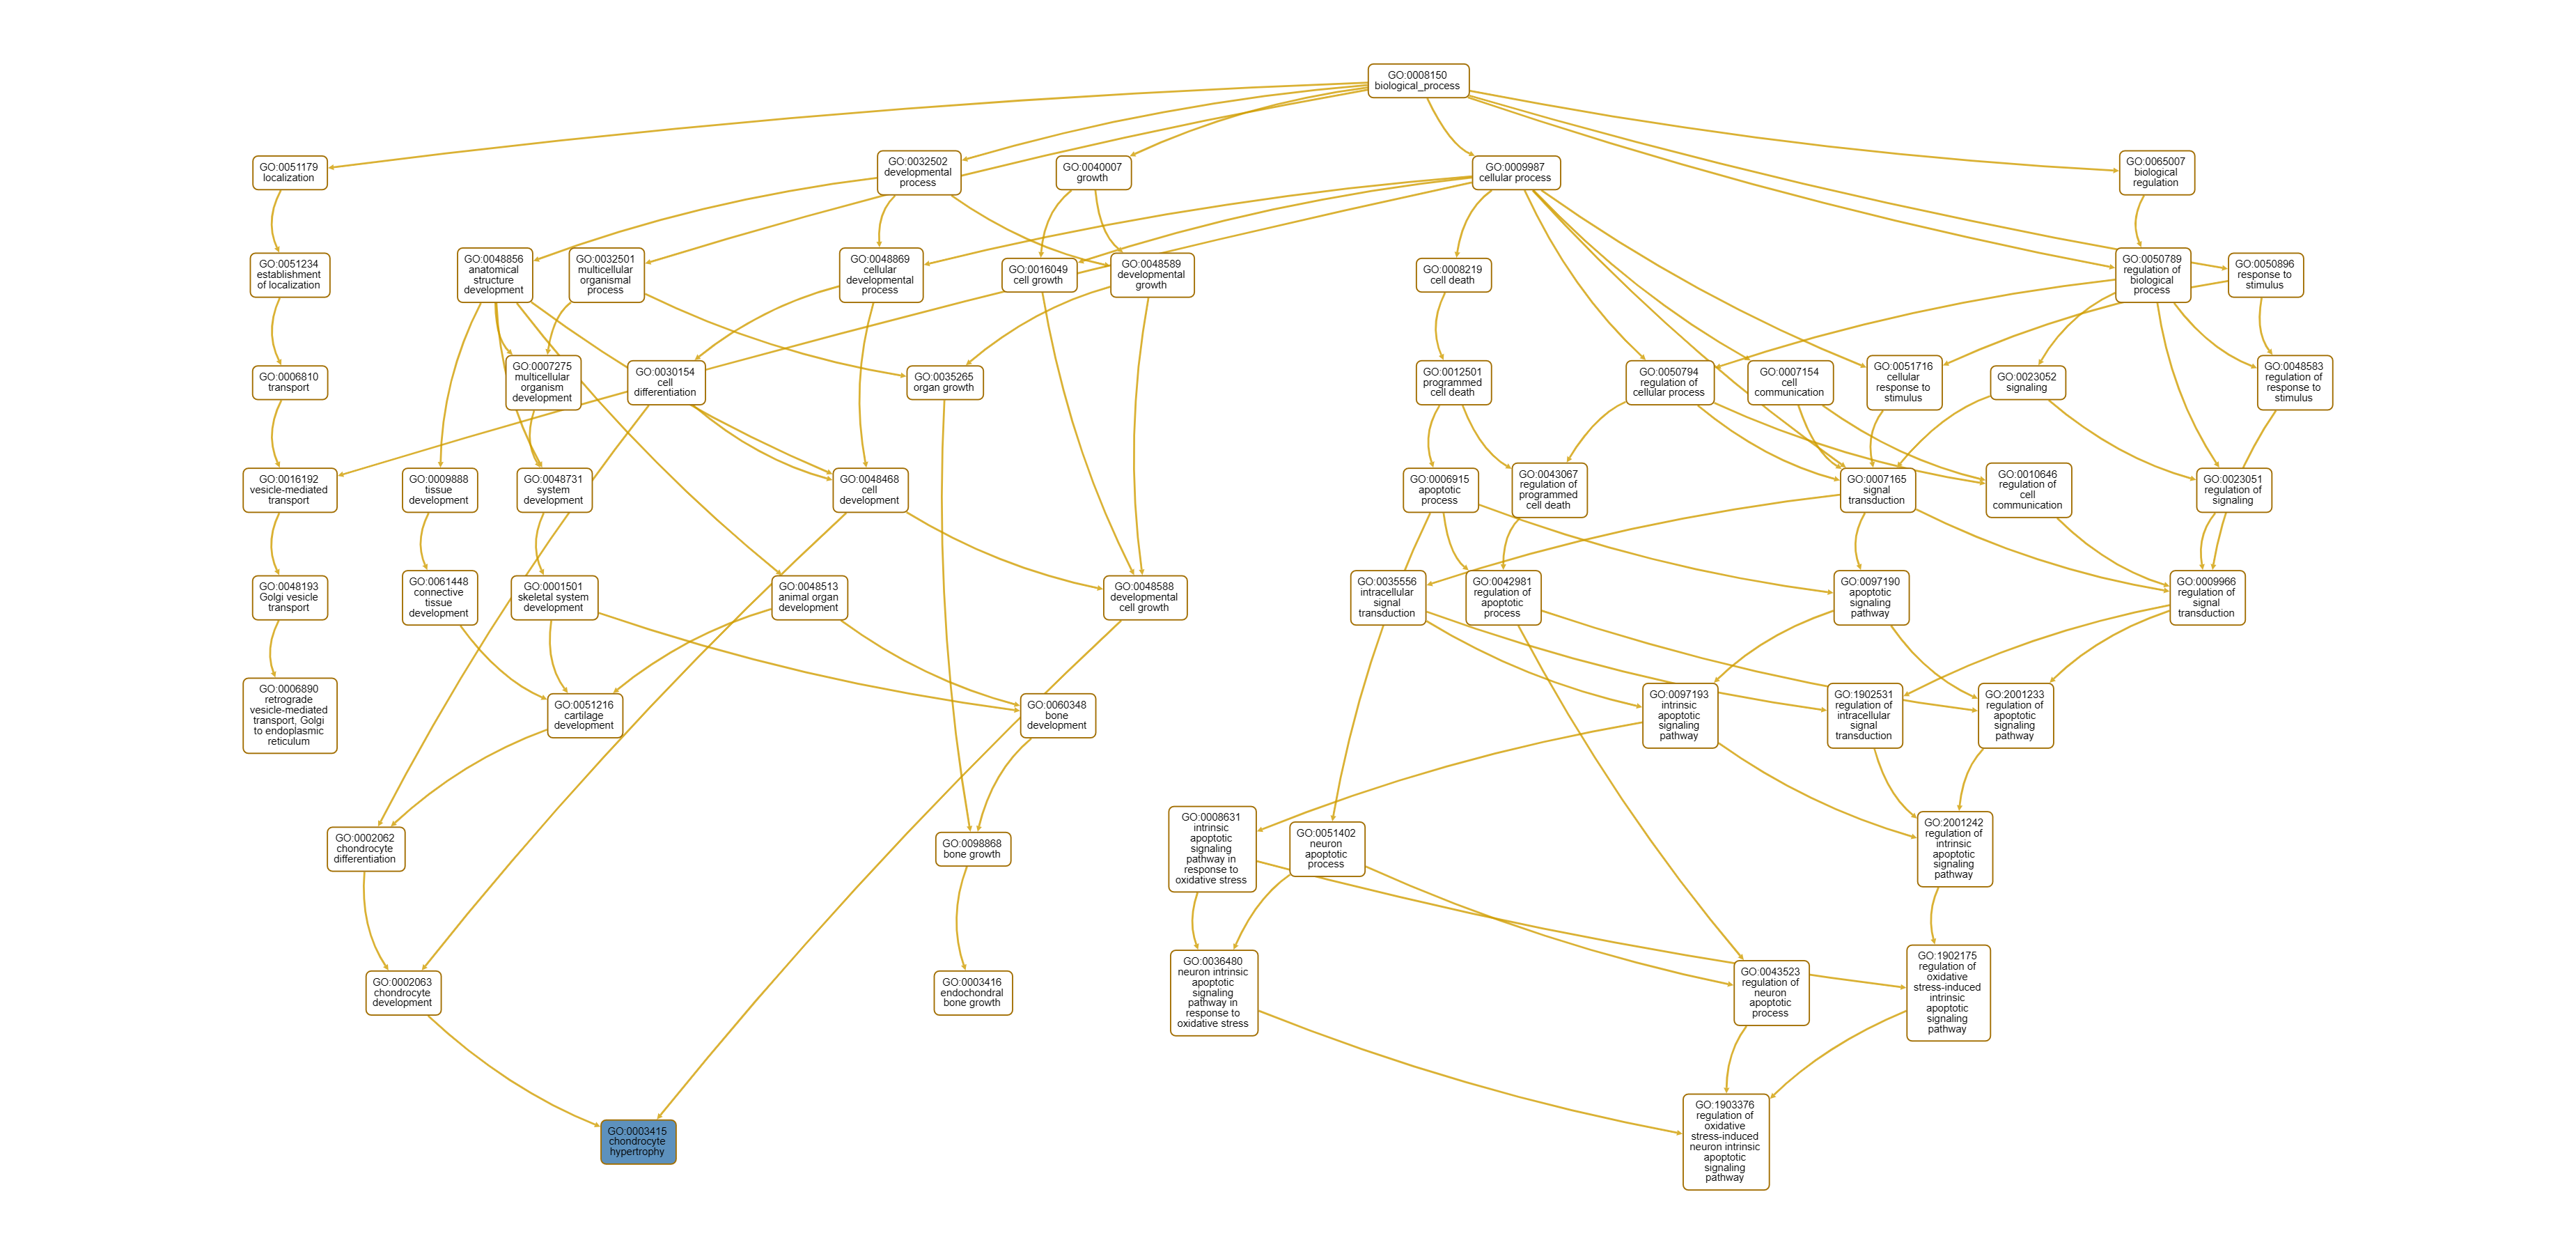 GO:0008150
biological_process
GO:0051179
localization
GO:0032502
developmental
process
GO:0040007
growth
GO:0009987
cellular process
GO:0065007
biological
regulation
GO:0051234
establishment
of localization
GO:0048856
anatomical
structure
development
GO:0032501
multicellular
organismal
process
GO:0048869
cellular
developmental
process
GO:0016049
cell growth
GO:0048589
developmental
growth
GO:0008219
cell death
GO:0050789
regulation of
biological
process
GO:0050896
response to
stimulus
GO:0006810
transport
GO:0007275
multicellular
organism
development
GO:0030154
cell
differentiation
GO:0035265
organ growth
GO:0012501
programmed
cell death
GO:0050794
regulation of
cellular process
GO:0007154
cell
communication
GO:0051716
cellular
response to
stimulus
GO:0023052
signaling
GO:0048583
regulation of
response to
stimulus
GO:0016192
vesicle-mediated
transport
GO:0009888
tissue
development
GO:0048731
system
development
GO:0048468
cell
development
GO:0006915
apoptotic
process
GO:0043067
regulation of
programmed
cell death
GO:0007165
signal
transduction
GO:0010646
regulation of
cell
communication
GO:0023051
regulation of
signaling
GO:0048193
Golgi vesicle
transport
GO:0061448
connective
tissue
development
GO:0001501
skeletal system
development
GO:0048513
animal organ
development
GO:0048588
developmental
cell growth
GO:0035556
intracellular
signal
transduction
GO:0042981
regulation of
apoptotic
process
GO:0097190
apoptotic
signaling
pathway
GO:0009966
regulation of
signal
transduction
GO:0006890
retrograde
vesicle-mediated
transport, Golgi
to endoplasmic
reticulum
GO:0051216
cartilage
development
GO:0060348
bone
development
GO:0097193
intrinsic
apoptotic
signaling
pathway
GO:1902531
regulation of
intracellular
signal
transduction
GO:2001233
regulation of
apoptotic
signaling
pathway
GO:0002062
chondrocyte
differentiation
GO:0098868
bone growth
GO:0008631
intrinsic
apoptotic
signaling
pathway in
response to
oxidative stress
GO:0051402
neuron
apoptotic
process
GO:2001242
regulation of
intrinsic
apoptotic
signaling
pathway
GO:0002063
chondrocyte
development
GO:0003416
endochondral
bone growth
GO:0036480
neuron intrinsic
apoptotic
signaling
pathway in
response to
oxidative stress
GO:0043523
regulation of
neuron
apoptotic
process
GO:1902175
regulation of
oxidative
stress-induced
intrinsic
apoptotic
signaling
pathway
GO:0003415
chondrocyte
hypertrophy
GO:1903376
regulation of
oxidative
stress-induced
neuron intrinsic
apoptotic
signaling
pathway